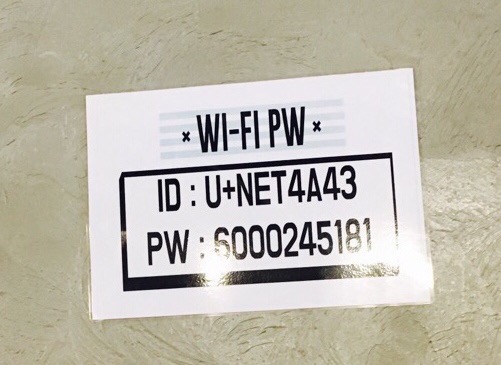 × WI-FI PW ×
ID : U+NET4A43
PW : 6000245181